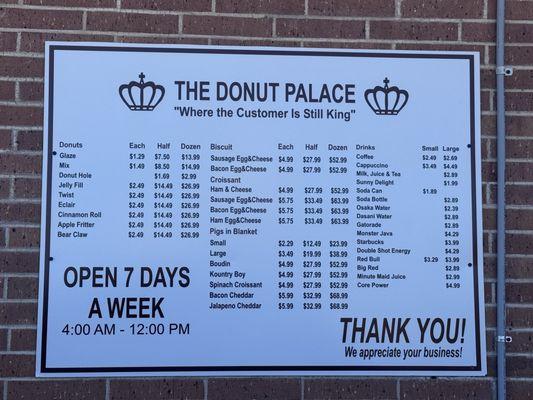 THE DONUT PALACE
"Where the Customer Is Still King"
Donuts Each Half Dozen
Glaze $1.29 $7.50 $13.99
Mix $1.49 $8.50 $14.99
Donut Hole $1.69 $2.99
Jelly Fill $2.49 $14.49 $26.99
Twist $2.49 $14.49 $26.99
Eclair $2.49 $14.49 $26.99
Cinnamon Roll $2.49 $14.49 $26.99
Apple Fritter $2.49 $14.49 $26.99
Bear Claw $2.49 $14.49 $26.99
OPEN 7 DAYS
A WEEK
4:00 AM - 12:00 PM
Biscuit Each Half Dozen
Sausage Egg&Cheese $4.99 $27.99 $52.99
Bacon Egg&Cheese $4.99 $27.99 $52.99
Croissant
Ham & Cheese $4.99 $27.99 $52.99
Sausage Egg&Cheese $5.75 $33.49 $63.99
Bacon Egg&Cheese $5.75 $33.49 $63.99
Ham Egg&Cheese $5.75 $33.49 $63.99
Pigs in Blanket
Small $2.29 $12.49 $23.99
Large $3.49 $19.99 $38.99
Boudin $4.99 $27.99 $52.99
Kountry Boy $4.99 $27.99 $52.99
Spinach Croissant $4.99 $27.99 $52.99
Bacon Cheddar $5.99 $32.99 $68.99
Jalapeno Cheddar $5.99 $32.99 $68.99
Drinks Small Large
Coffee $2.49 $2.69
Cappuccino $3.49 $4.49
Milk, Juice & Tea $2.89
Sunny Delight $1.99
Soda Can $1.89
Soda Bottle $2.89
Osaka Water $2.39
Dasani Water $2.89
Gatorade $2.89
Monster Java $4.29
Starbucks $3.99
Double Shot Energy $4.29
Red Bull $3.29 $3.99
Big Red $2.89
Minute Maid Juice $2.99
Core Power $4.99
THANK YOU!
We appreciate your business!